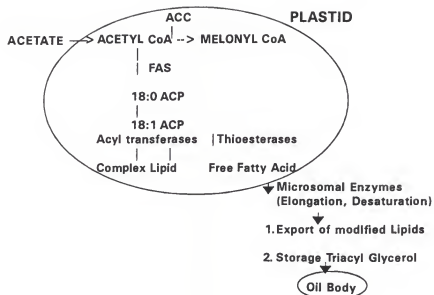 ACC
PLASTID
ACETATE → ACETYL CoA --> MELONYL CoA
FAS
18:0 ACP
18:1 ACP
Acyl transferases | Thioesterases
Complex Lipid Free Fatty Acid
Microsomal Enzymes
(Elongation, Desaturation)
1. Export of modified Lipids
2. Storage Triacyl Glycerol
Oil Body